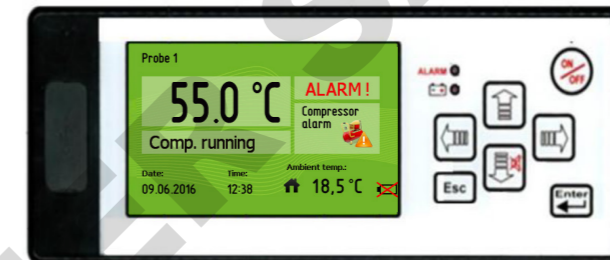 Probe 1
55.0 °C
ALARM !
Compressor
alarm
Comp. running
Date:
09.06.2016
Time:
12:38
Ambient temp.:
18,5°C
ALARM
ON/OFF
Esc
Enter